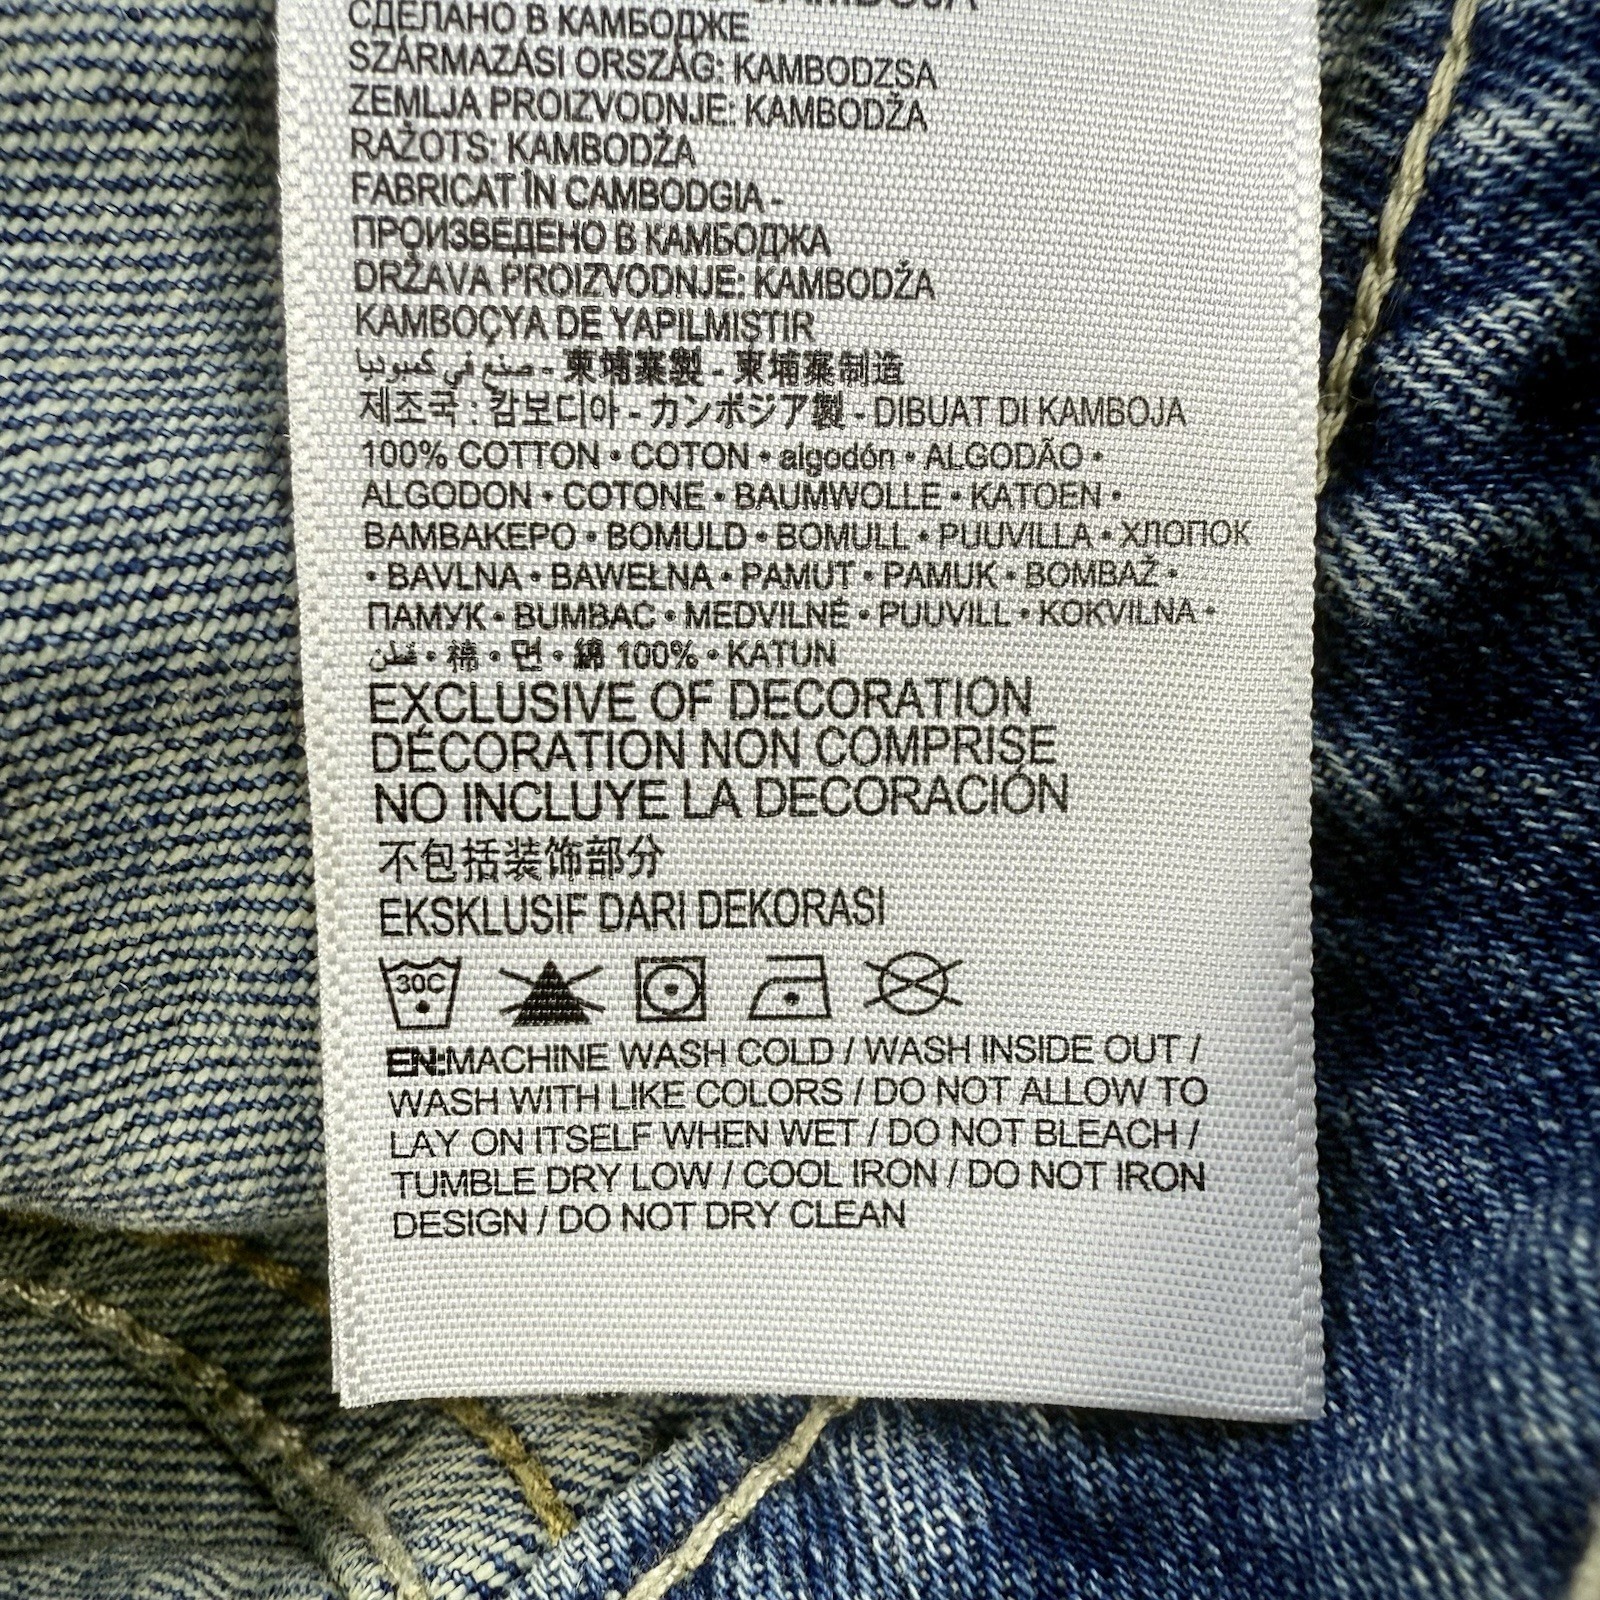 СДЕЛАНО В КАМБОДЖЕ
SZÁRMAZÁSI ORSZÁG: KAMBODZSA
ZEMLJA PROIZVODNJE: KAMBODŽA
RAŽOTS: KAMBODŽA
FABRICAT ÎN CAMBODGIA -
ПРОИЗВЕДЕНО В КАМБОДЖА
DRŽAVA PROIZVODNJE: KAMBODŽA
KAMBOÇYA DE YAPILMIŞTIR
صنع في كمبوديا - 柬埔寨製 - 柬埔寨制造
제조국 : 캄보디아 - カンボジア製 - DIBUAT DI KAMBOJA
100% COTTON • COTON • algodón • ALGODÃO •
ALGODON • COTONE • BAUMWOLLE • KATOEN •
ΒΑΜΒΑΚΕΡΟ • BOMULD • BOMULL • PUUVILLA • ХЛОПОК
• BAVLNA • BAWEŁNA • PAMUT • PAMUK • BOMBAŽ •
ПАМУК • BUMBAC • MEDVILNĖ • PUUVILL • KOKVILNA •
قطن • 棉 • 면 • 綿 100% • KATUN
EXCLUSIVE OF DECORATION
DÉCORATION NON COMPRISE
NO INCLUYE LA DECORACIÓN
不包括装饰部分
EKSKLUSIF DARI DEKORASI
30C
EN:MACHINE WASH COLD / WASH INSIDE OUT /
WASH WITH LIKE COLORS / DO NOT ALLOW TO
LAY ON ITSELF WHEN WET / DO NOT BLEACH /
TUMBLE DRY LOW / COOL IRON / DO NOT IRON
DESIGN / DO NOT DRY CLEAN